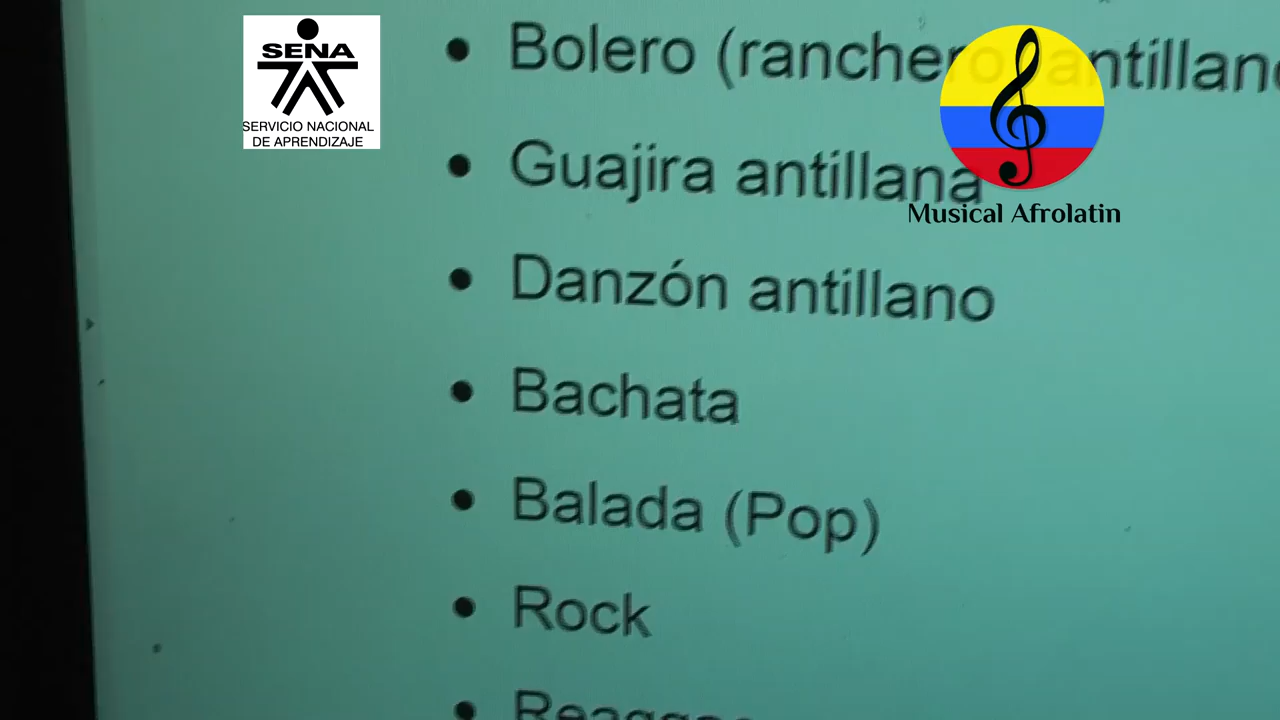 SENA
SERVICIO NACIONAL
DE APRENDIZAJE
Musical Afrolatin
• Bolero (ranchero, antillano
• Guajira antillana
• Danzón antillano
• Bachata
• Balada (Pop)
• Rock